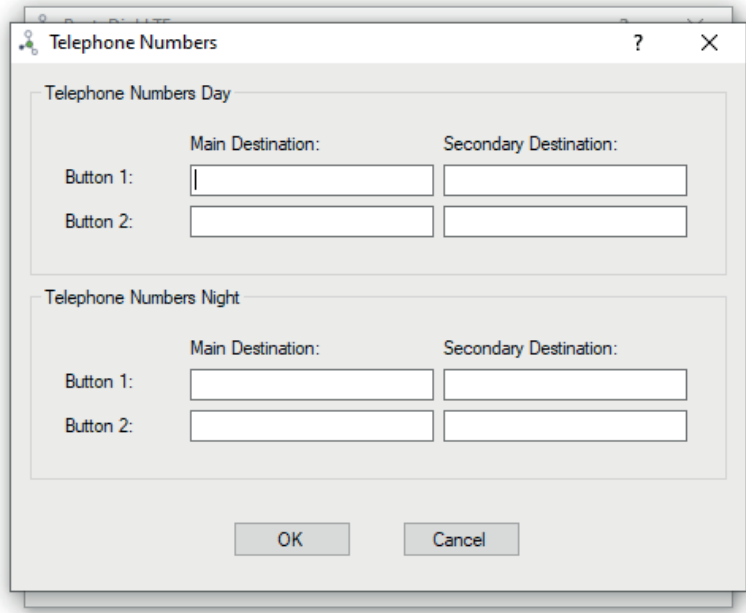 Telephone Numbers ?
Telephone Numbers Day
Main Destination: Secondary Destination:
Button 1:
Button 2:
Telephone Numbers Night
Main Destination: Secondary Destination:
Button 1:
Button 2:
OK Cancel